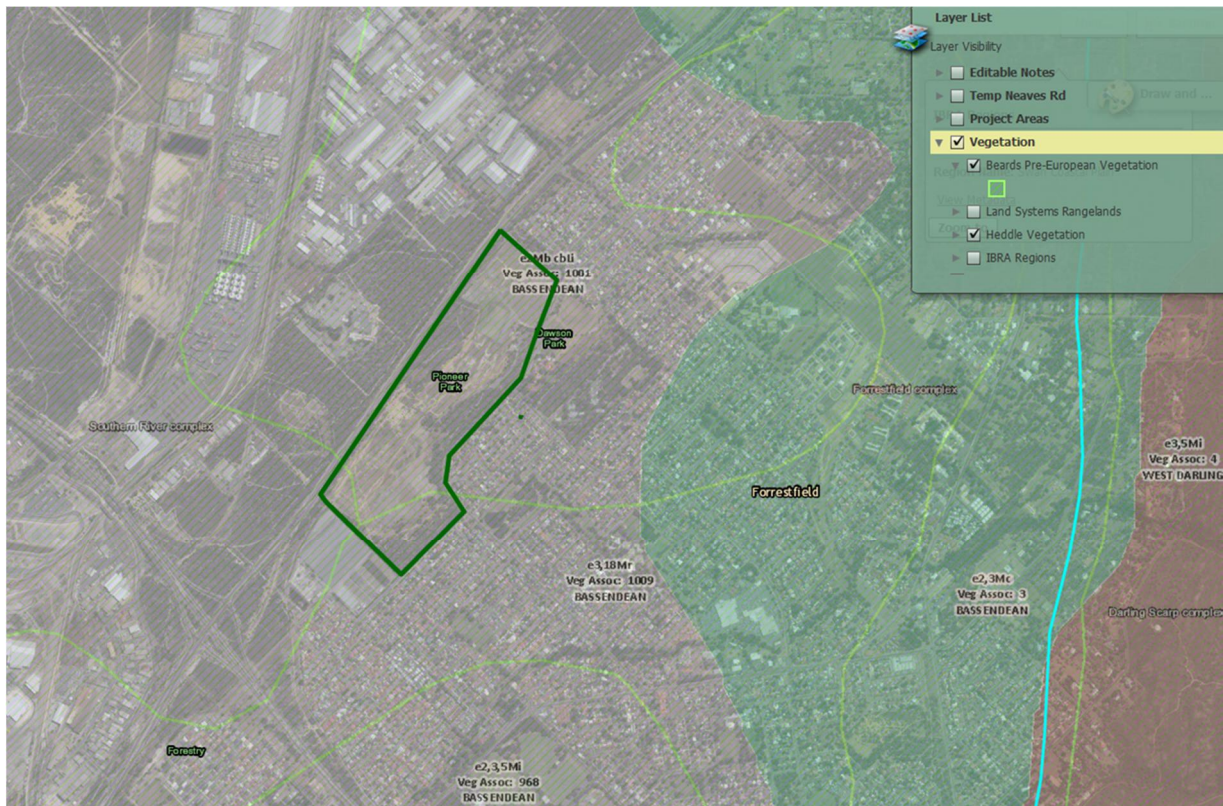 Layer List
Layer Visibility
Editable Notes
Temp Neaves Rd
Draw and ...
Project Areas
Vegetation
Beards Pre-European Vegetation
Land Systems Rangelands
Heddle Vegetation
IBRA Regions
Veg Assoc: 1001
BASSENDEAN
Dawson
Park
Pioneer
Park
Forrestfield complex
Southern River complex
e3,5Mi
Veg Assoc: 4
WEST DARLING
Forrestfield
e3,18Mr
Veg Assoc: 1009
BASSENDEAN
e2,3Mc
Veg Assoc: 3
BASSENDEAN
Darling Scarp complex
Forestry
e2,3,5Mi
Veg Assoc: 968
BASSENDEAN